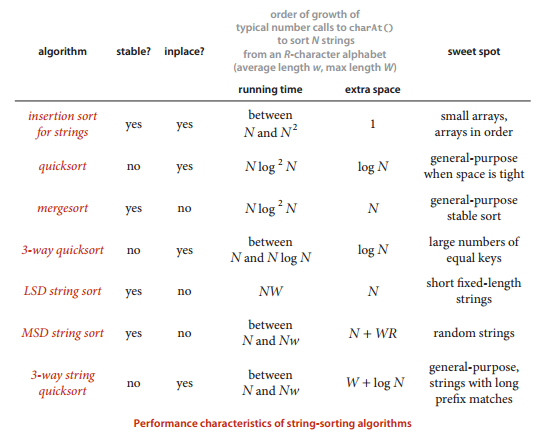 order of growth of
typical number calls to charAt()
to sort N strings
from an R-character alphabet
(average length w, max length W)
algorithm stable? inplace? sweet spot
running time extra space
insertion sort
for strings
yes yes
between
N and N²
1
small arrays,
arrays in order
quicksort no yes N log ² N log N
general-purpose
when space is tight
mergesort yes no N log ² N N
general-purpose
stable sort
3-way quicksort no yes
between
N and N log N
log N
large numbers of
equal keys
LSD string sort yes no NW N
short fixed-length
strings
MSD string sort yes no
between
N and Nw
N + WR random strings
3-way string
quicksort
no yes
between
N and Nw
W + log N
general-purpose,
strings with long
prefix matches
Performance characteristics of string-sorting algorithms